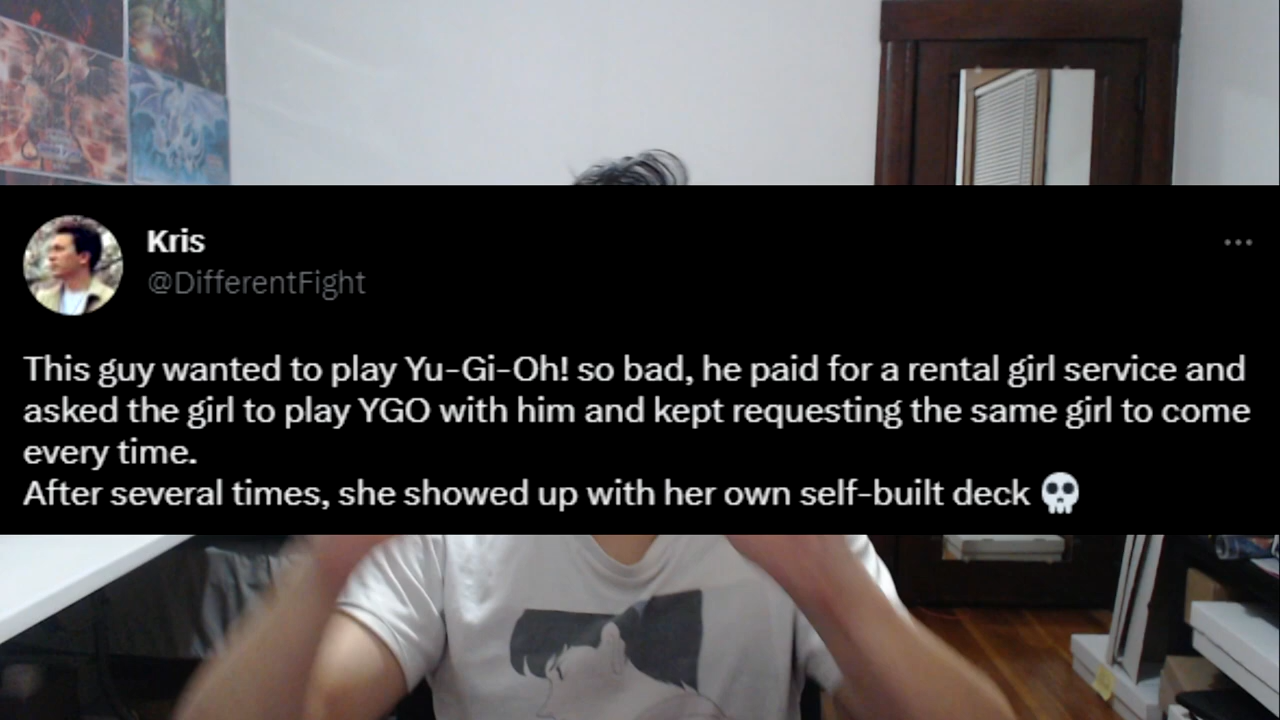 Kris
@DifferentFight
This guy wanted to play Yu-Gi-Oh! so bad, he paid for a rental girl service and
asked the girl to play YGO with him and kept requesting the same girl to come
every time.
After several times, she showed up with her own self-built deck 💀